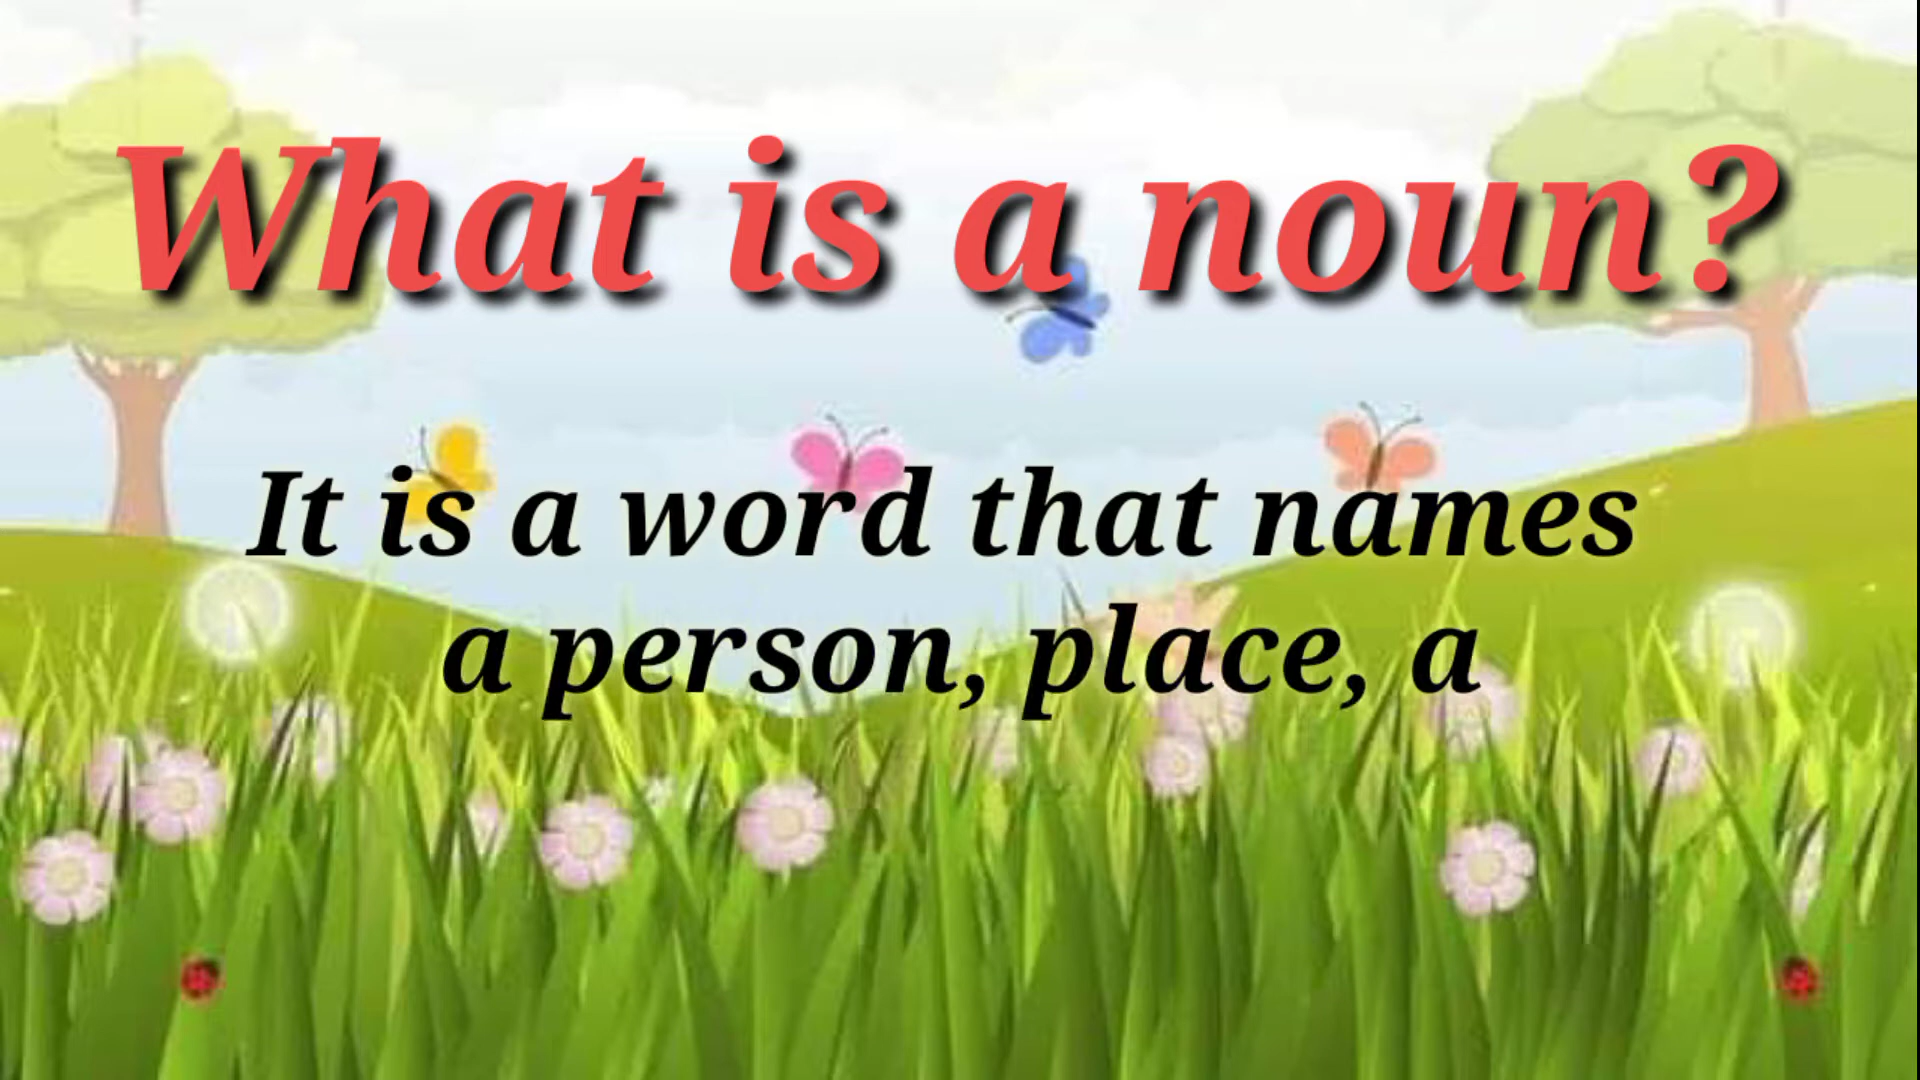 What is a noun?
It is a word that names
a person, place, a